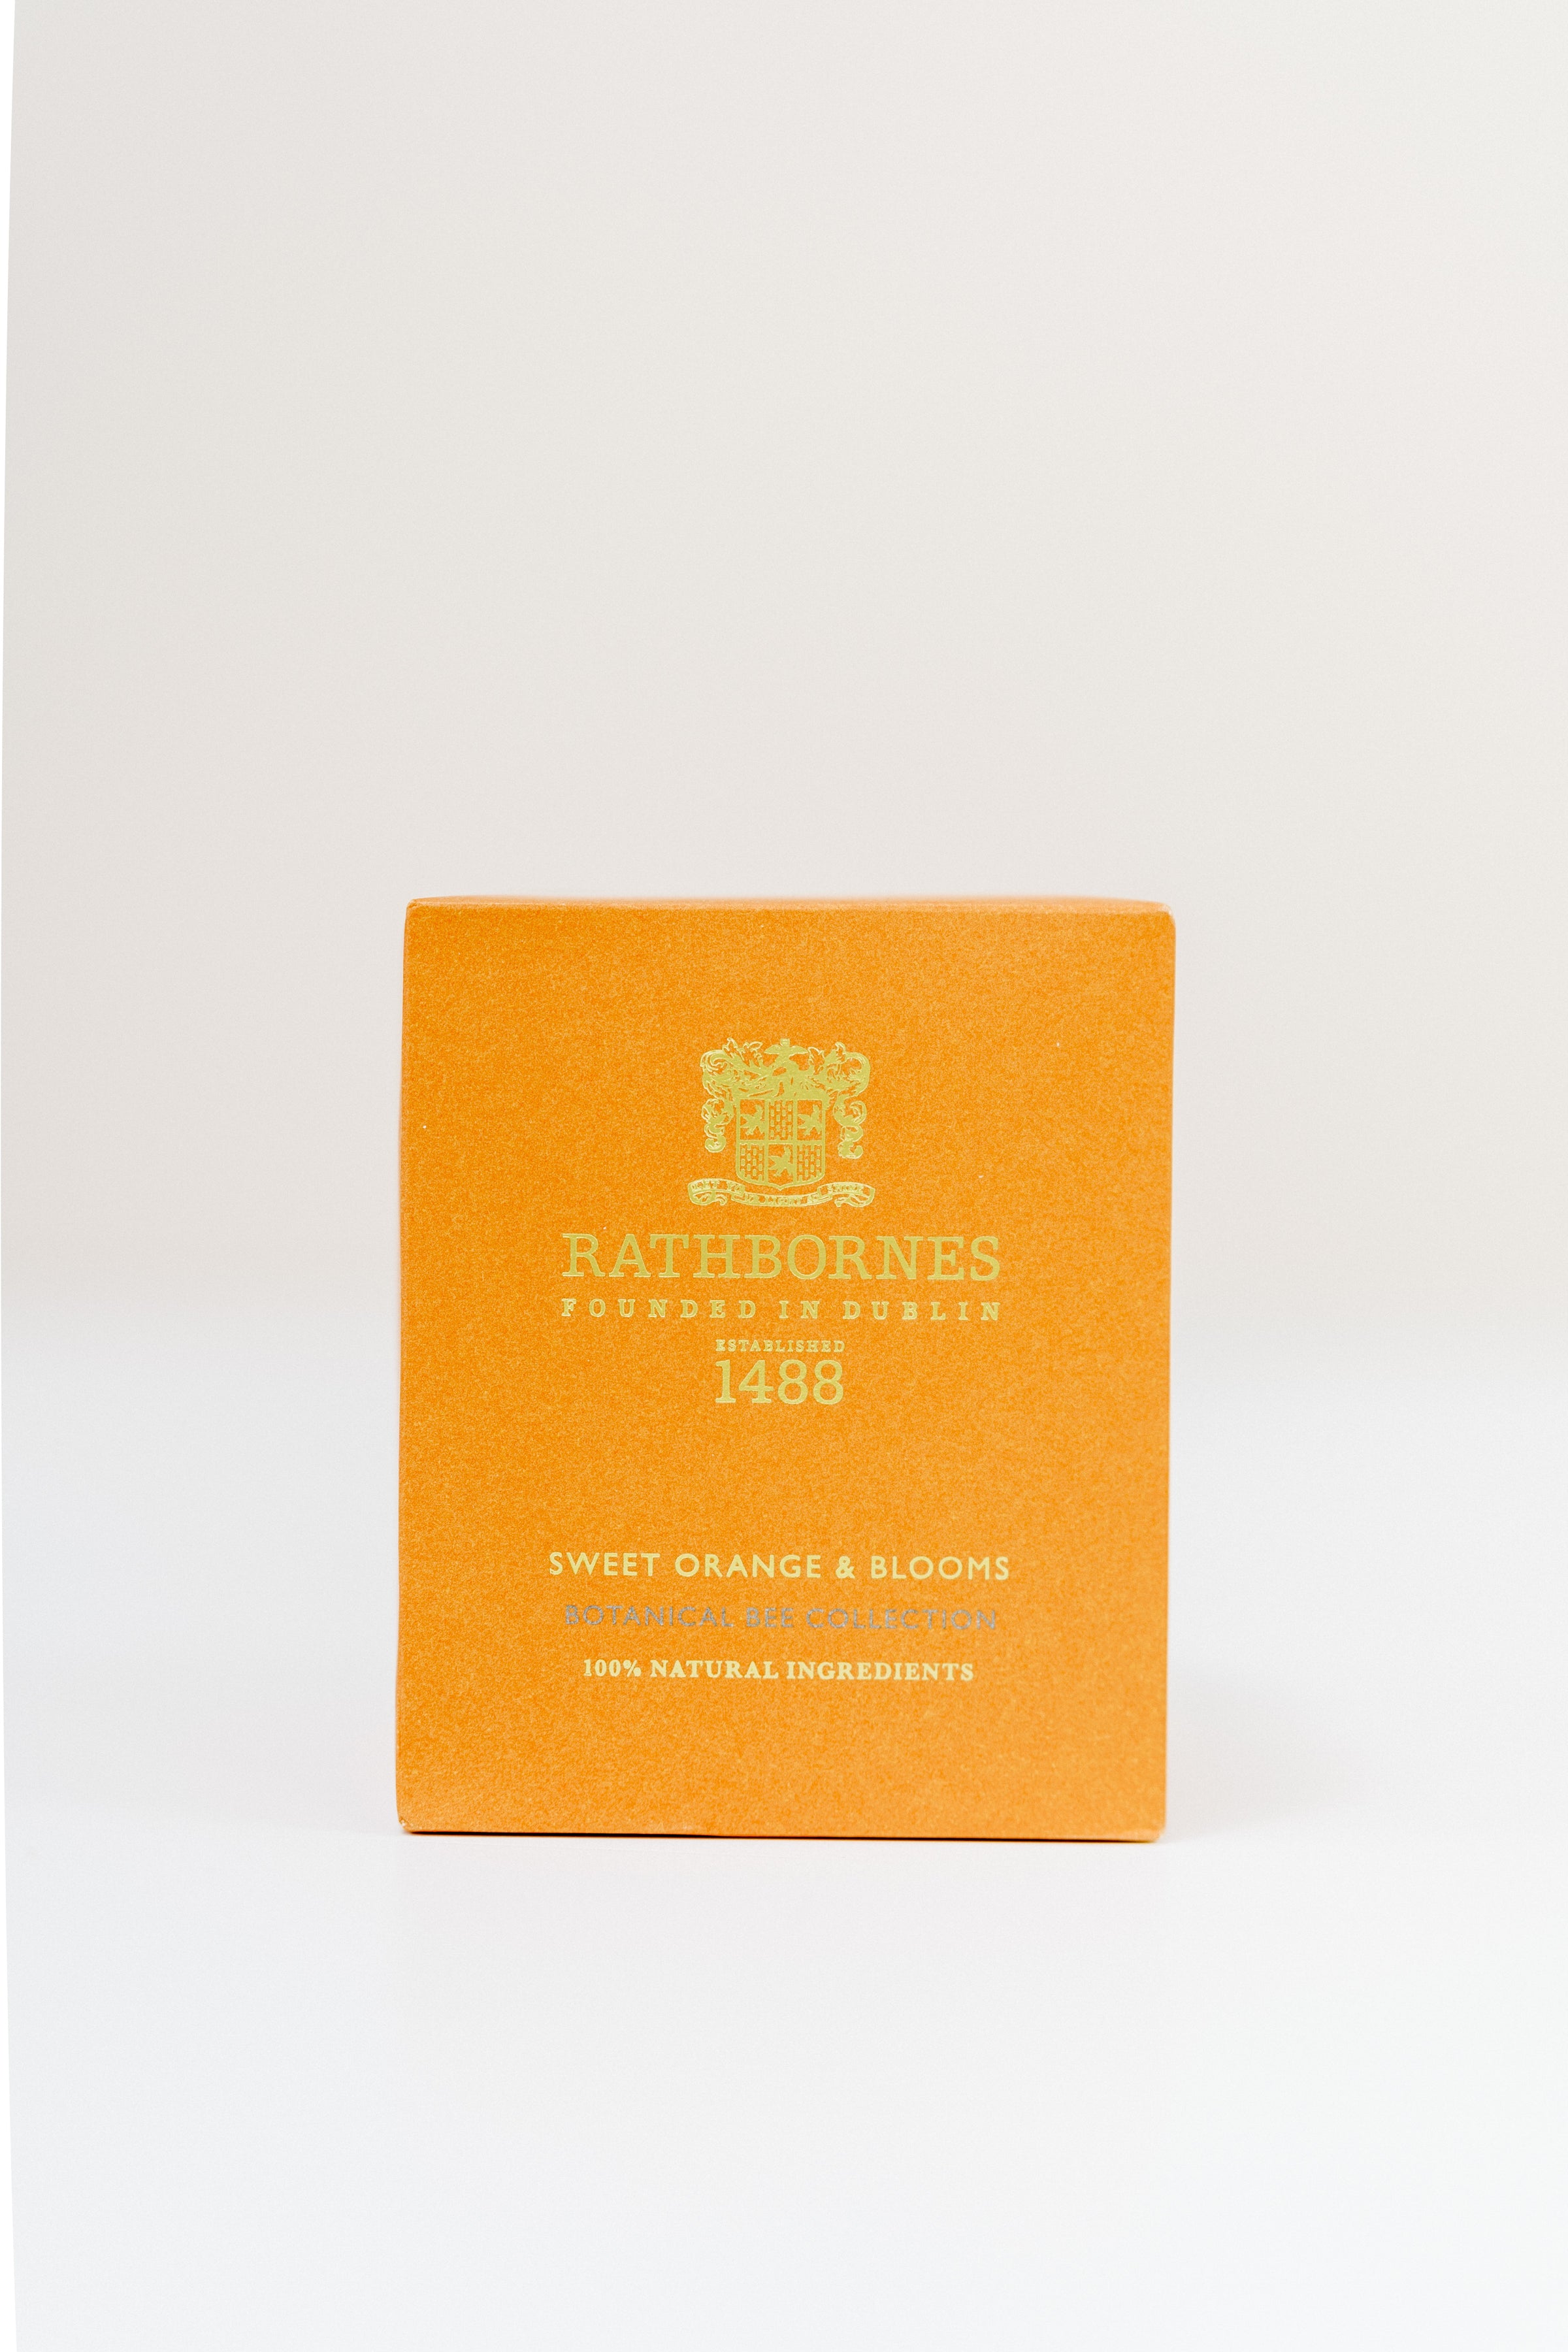 RATHBORNES
FOUNDED IN DUBLIN
ESTABLISHED
1488
SWEET ORANGE & BLOOMS
BOTANICAL BEE COLLECTION
100% NATURAL INGREDIENTS